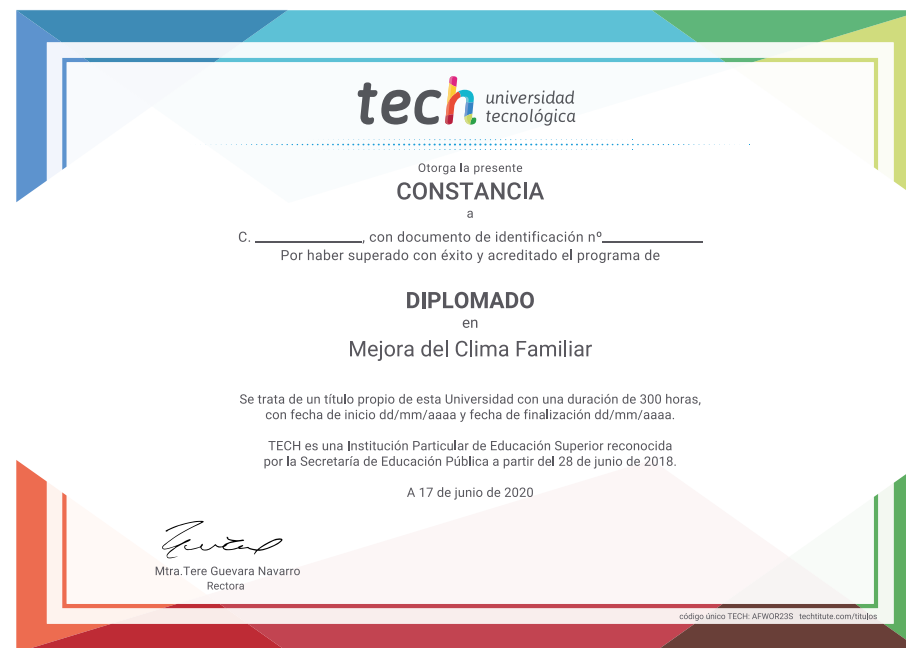 tech universidad
tecnológica
Otorga la presente
CONSTANCIA
a
C. ____________, con documento de identificación nº____________
Por haber superado con éxito y acreditado el programa de
DIPLOMADO
en
Mejora del Clima Familiar
Se trata de un título propio de esta Universidad con una duración de 300 horas,
con fecha de inicio dd/mm/aaaa y fecha de finalización dd/mm/aaaa.
TECH es una Institución Particular de Educación Superior reconocida
por la Secretaría de Educación Pública a partir del 28 de junio de 2018.
A 17 de junio de 2020
Mtra.Tere Guevara Navarro
Rectora
código único TECH: AFWOR23S techtitute.com/titulos